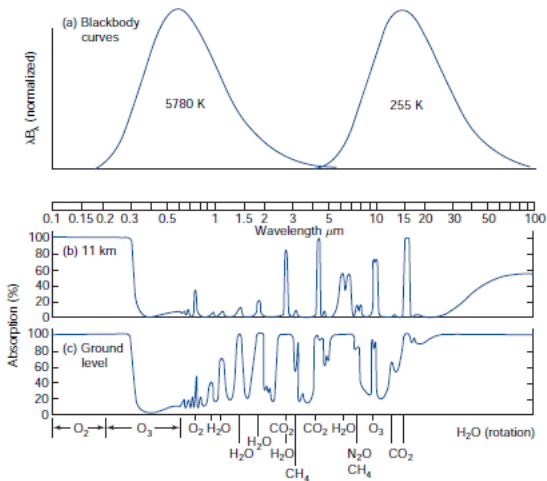 (a) Blackbody
curves
λBλ (normalized)
5780 K
255 K
0.1 0.15 0.2 0.3 0.5 1 1.5 2 3 5 10 15 20 30 50 100
Wavelength μm
Absorption (%)
100
80
60
40
20
0
(b) 11 km
100
80
60
40
20
0
(c) Ground
level
O2 O3 O2 H2O CO2 CO2 H2O O3 H2O (rotation)
H2O H2O H2O N2O CO2
CH4 CH4